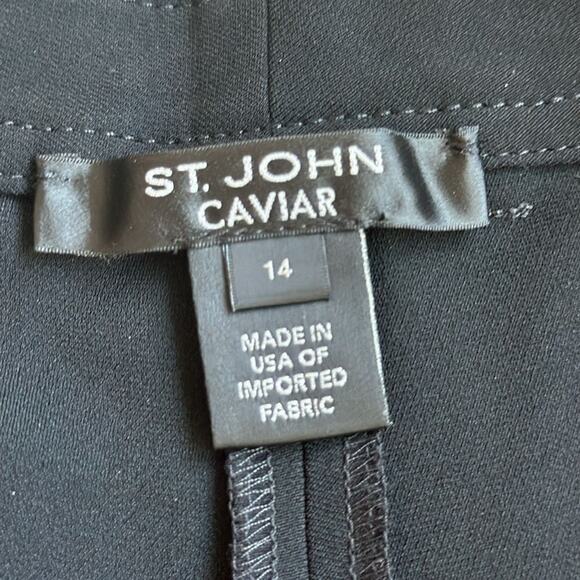 ST. JOHN
CAVIAR
14
MADE IN
USA OF
IMPORTED
FABRIC